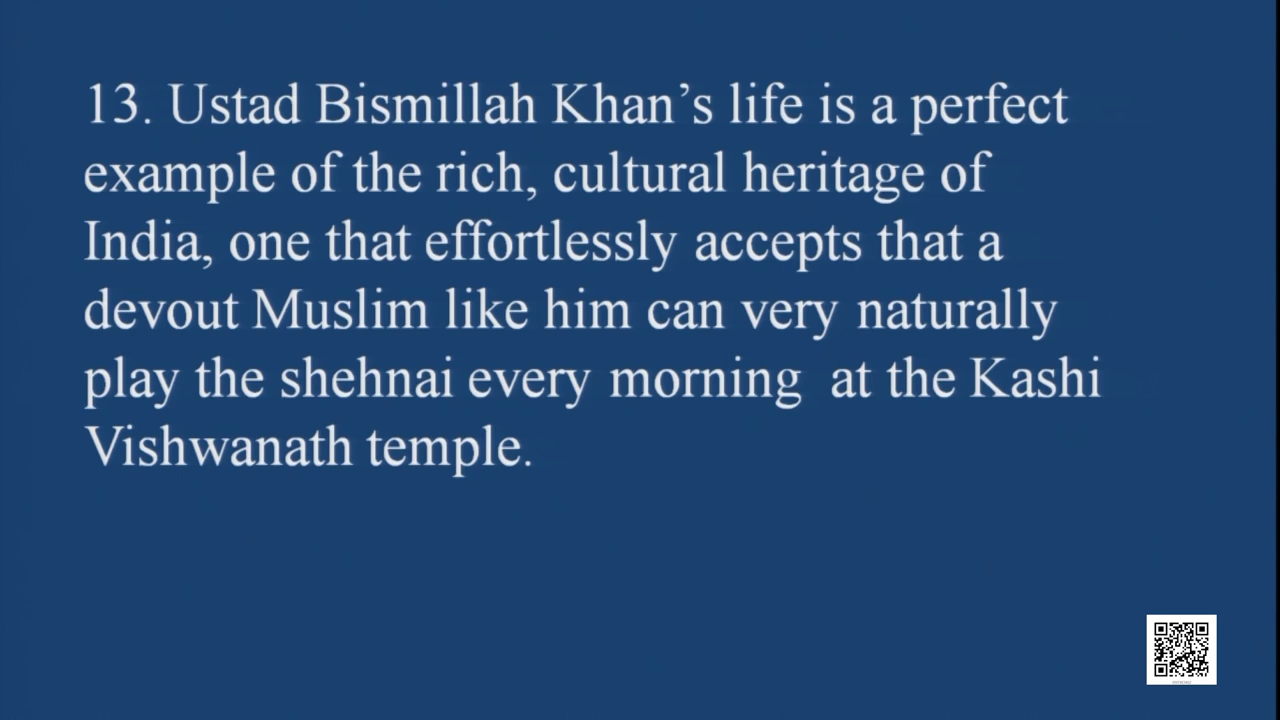 13. Ustad Bismillah Khan’s life is a perfect
example of the rich, cultural heritage of
India, one that effortlessly accepts that a
devout Muslim like him can very naturally
play the shehnai every morning  at the Kashi
Vishwanath temple.